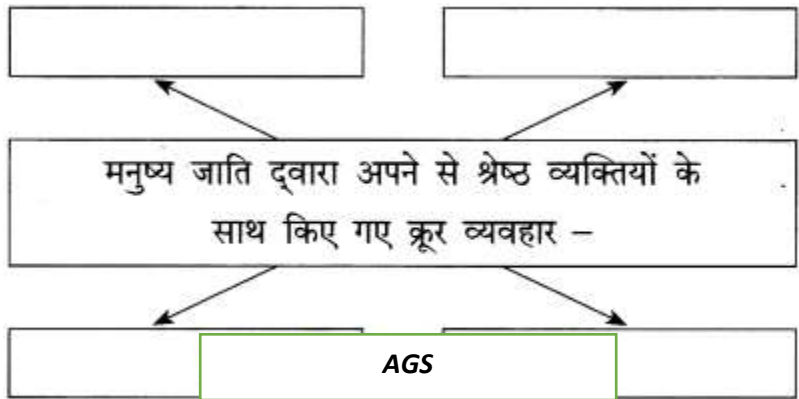 मनुष्य जाति द्‌वारा अपने से श्रेष्ठ व्यक्तियों के
साथ किए गए क्रूर व्यवहार –
AGS